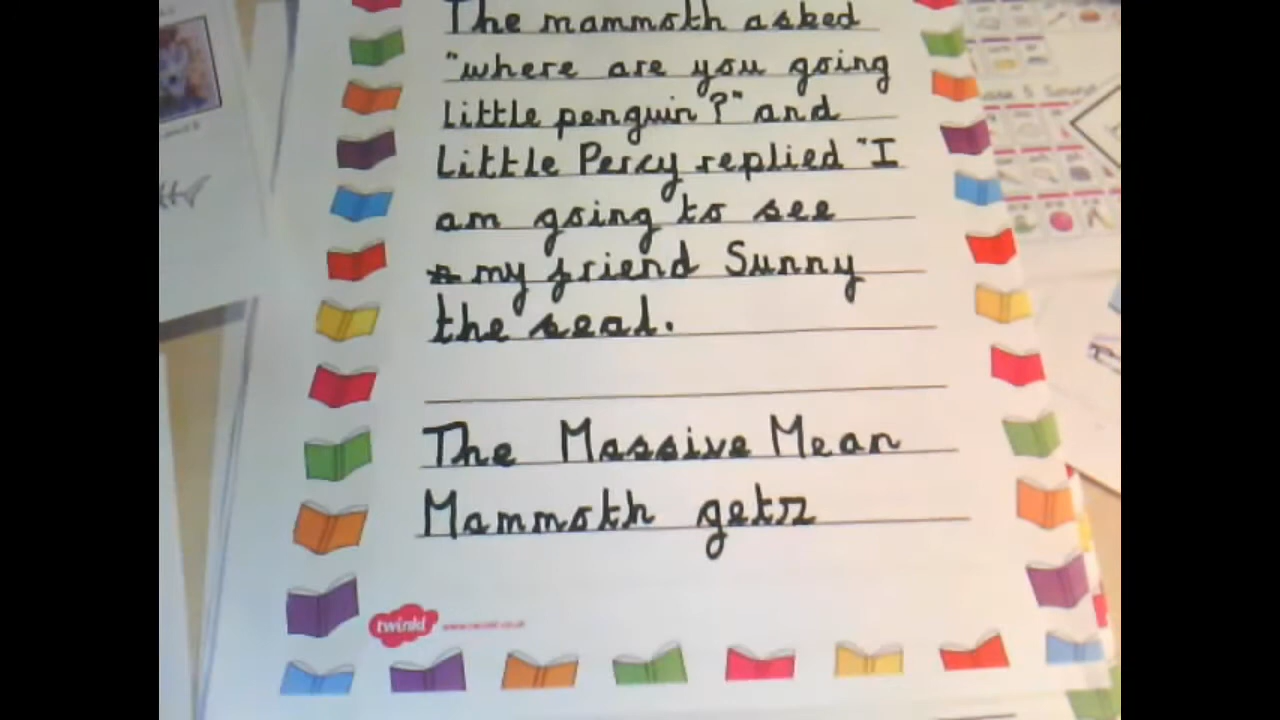 The mammoth asked
"where are you going
little penguin?" and
Little Percy replied "I
am going to see
my friend Sunny
the seal.
The Massive Mean
Mammoth gets
twinkl